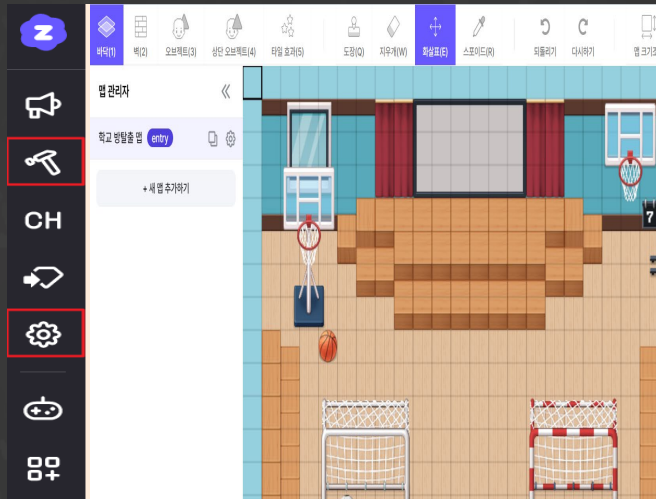 Z
바닥(1) 벽(2) 오브젝트(3) 상단 오브젝트(4) 타일 효과(5) 도장(Q) 지우개(W) 화살표(E) 스포이드(R) 되돌리기 다시하기 맵 크기조
맵 관리자
학교 방탈출 맵 entry
+ 새 맵 추가하기
CH
7